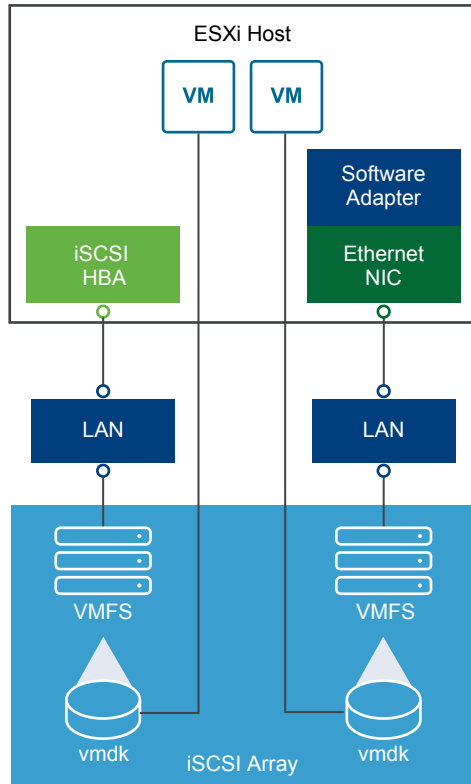 ESXi Host
VM
VM
Software
Adapter
iSCSI
HBA
Ethernet
NIC
LAN
LAN
VMFS
VMFS
vmdk
vmdk
iSCSI Array